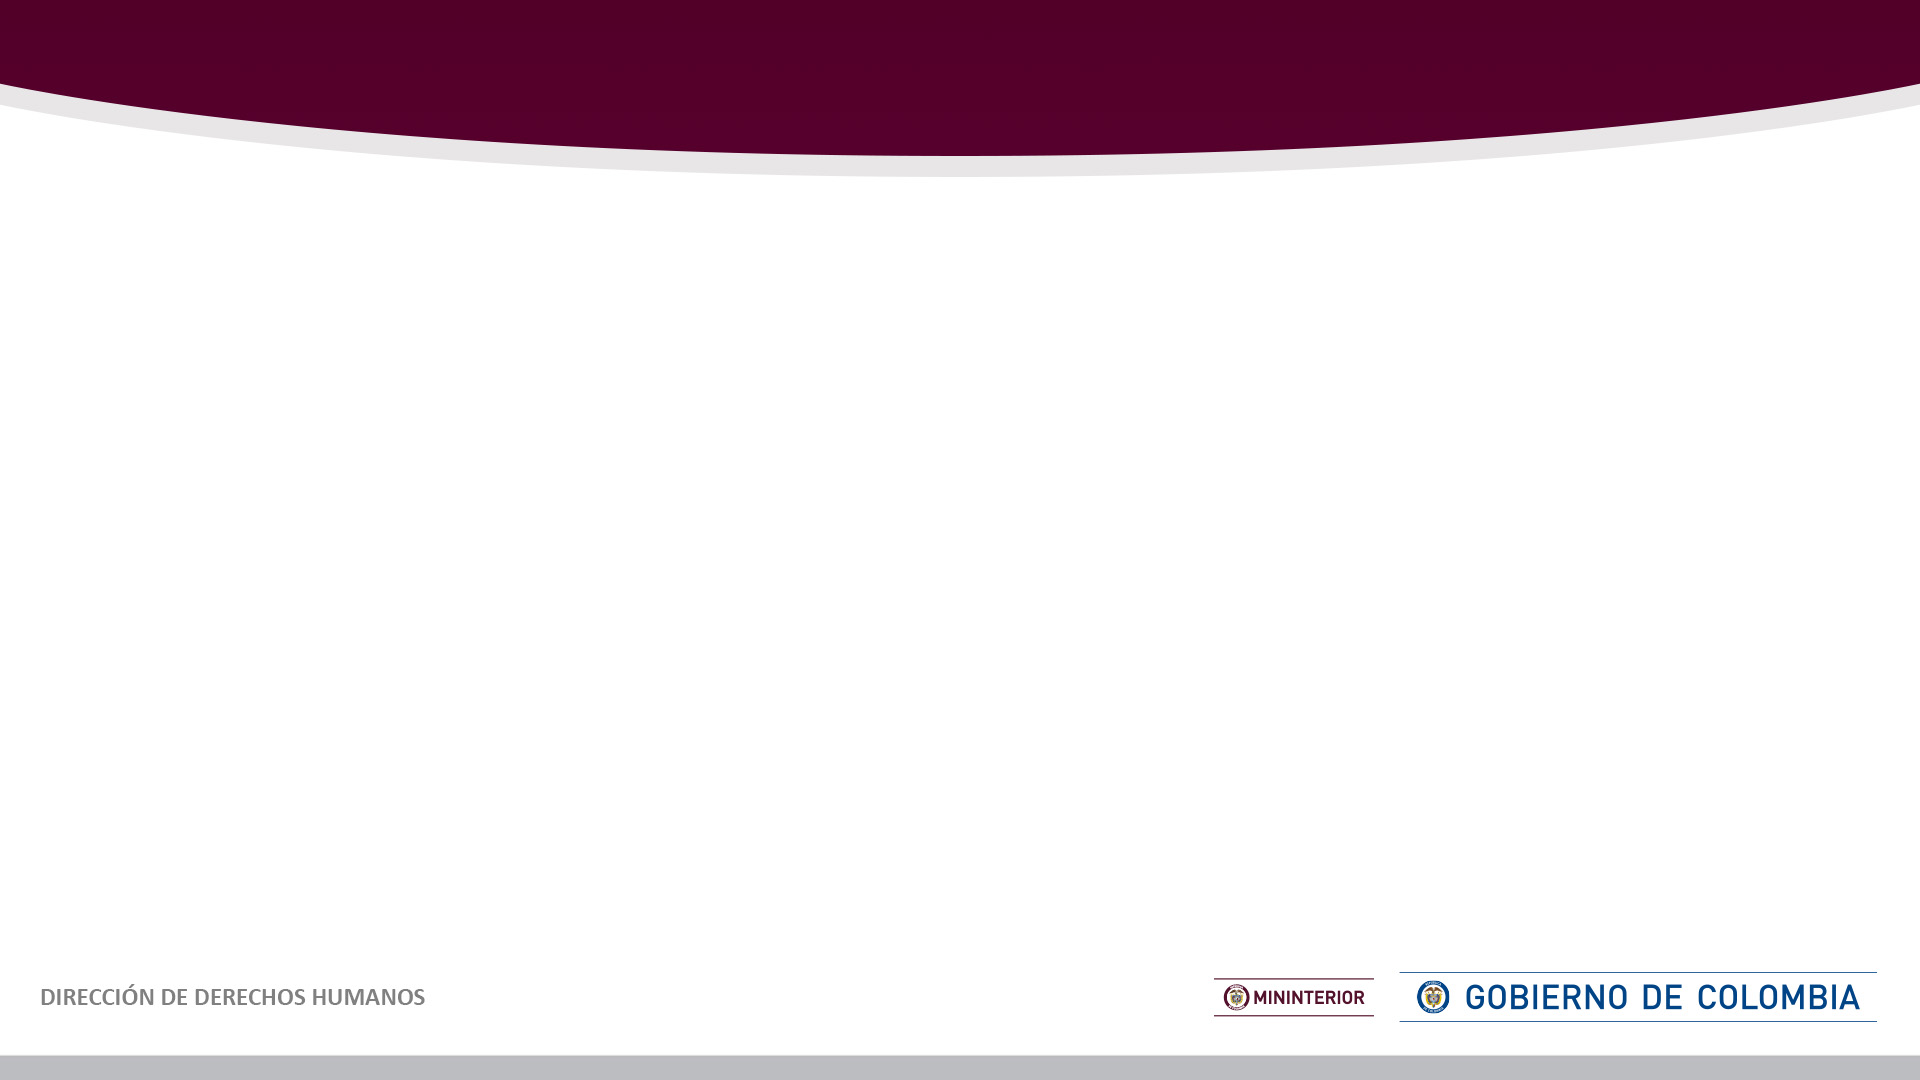 DIRECCIÓN DE DERECHOS HUMANOS
MININTERIOR
GOBIERNO DE COLOMBIA